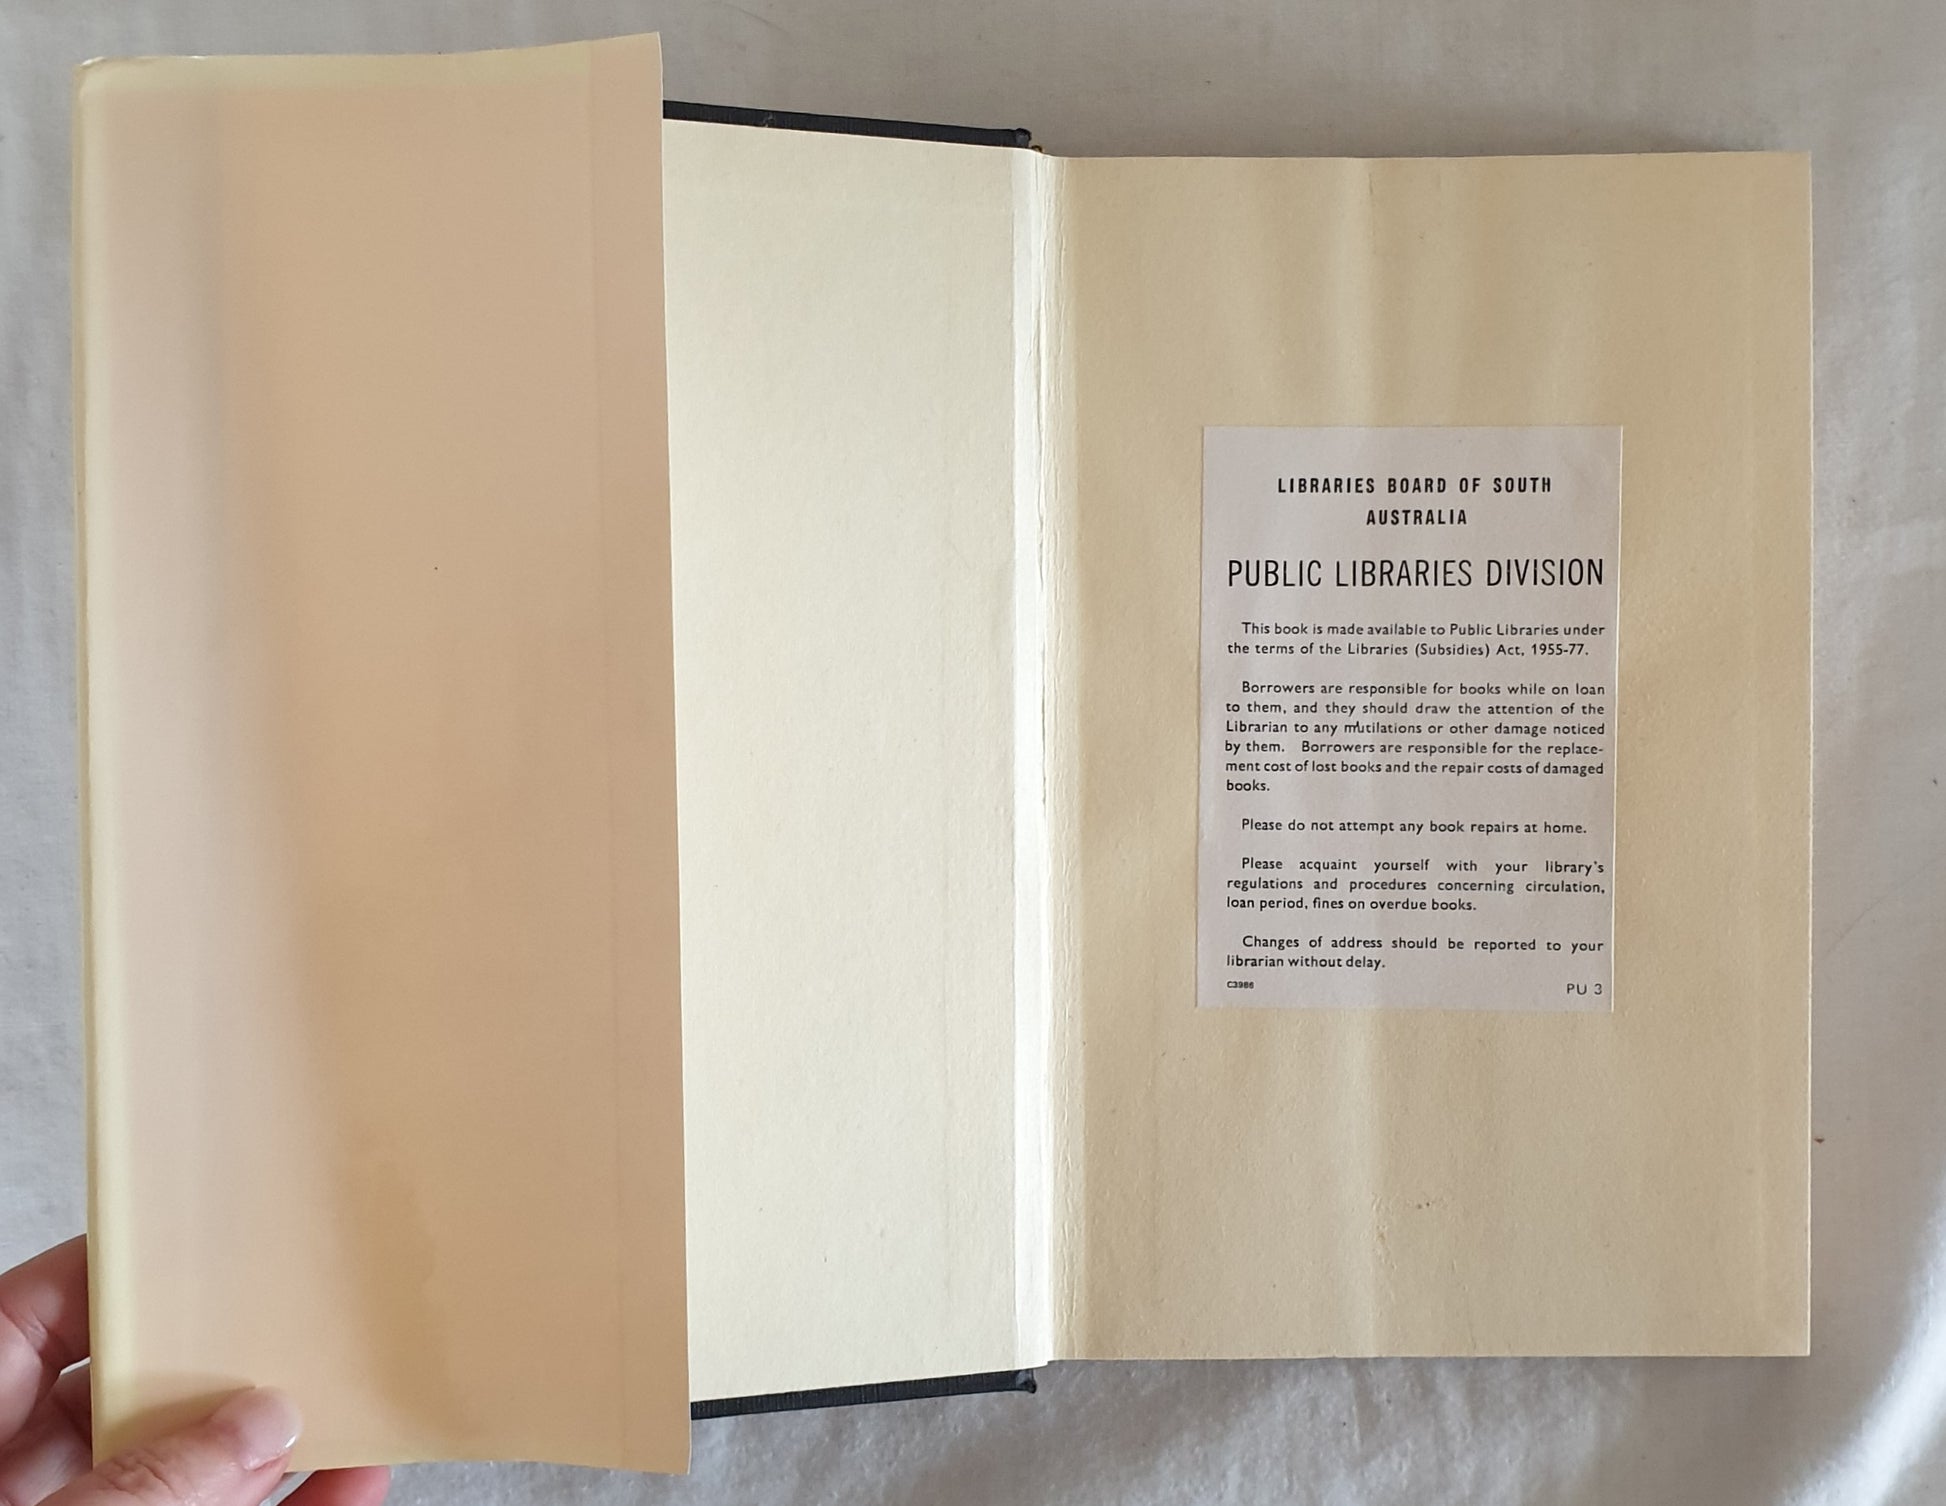 LIBRARIES BOARD OF SOUTH
AUSTRALIA
PUBLIC LIBRARIES DIVISION
This book is made available to Public Libraries under
the terms of the Libraries (Subsidies) Act, 1955-77.
Borrowers are responsible for books while on loan
to them, and they should draw the attention of the
Librarian to any mutilations or other damage noticed
by them. Borrowers are responsible for the replace-
ment cost of lost books and the repair costs of damaged
books.
Please do not attempt any book repairs at home.
Please acquaint yourself with your library's
regulations and procedures concerning circulation,
loan period, fines on overdue books.
Changes of address should be reported to your
librarian without delay.
C3986 PU 3